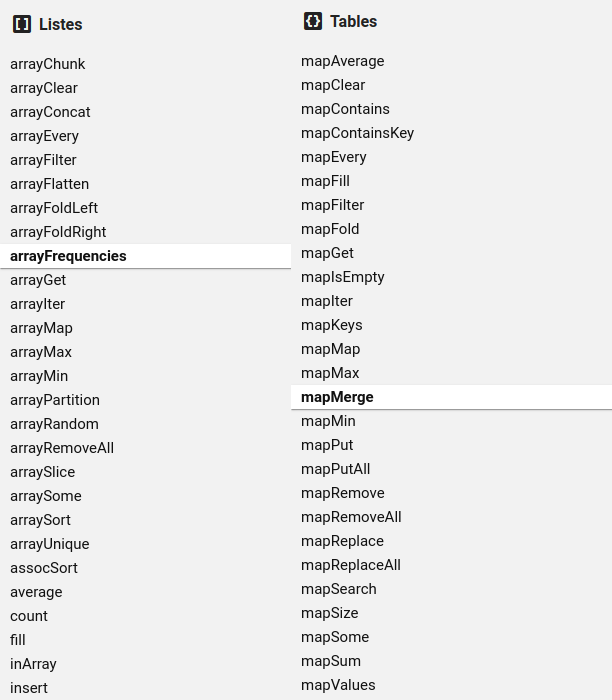 [] Listes
arrayChunk
arrayClear
arrayConcat
arrayEvery
arrayFilter
arrayFlatten
arrayFoldLeft
arrayFoldRight
arrayFrequencies
arrayGet
arrayIter
arrayMap
arrayMax
arrayMin
arrayPartition
arrayRandom
arrayRemoveAll
arraySlice
arraySome
arraySort
arrayUnique
assocSort
average
count
fill
inArray
insert
{} Tables
mapAverage
mapClear
mapContains
mapContainsKey
mapEvery
mapFill
mapFilter
mapFold
mapGet
mapIsEmpty
mapIter
mapKeys
mapMap
mapMax
mapMerge
mapMin
mapPut
mapPutAll
mapRemove
mapRemoveAll
mapReplace
mapReplaceAll
mapSearch
mapSize
mapSome
mapSum
mapValues